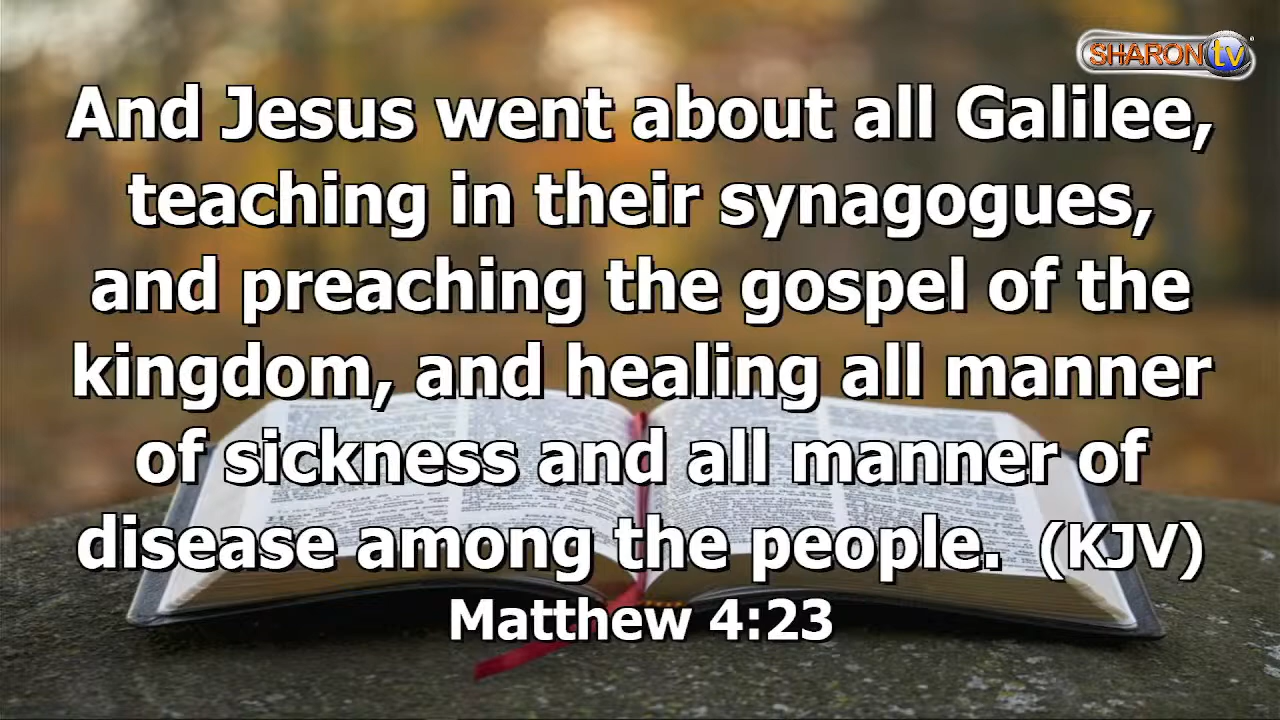 SHARON tv
And Jesus went about all Galilee,
teaching in their synagogues,
and preaching the gospel of the
kingdom, and healing all manner
of sickness and all manner of
disease among the people. (KJV)
Matthew 4:23